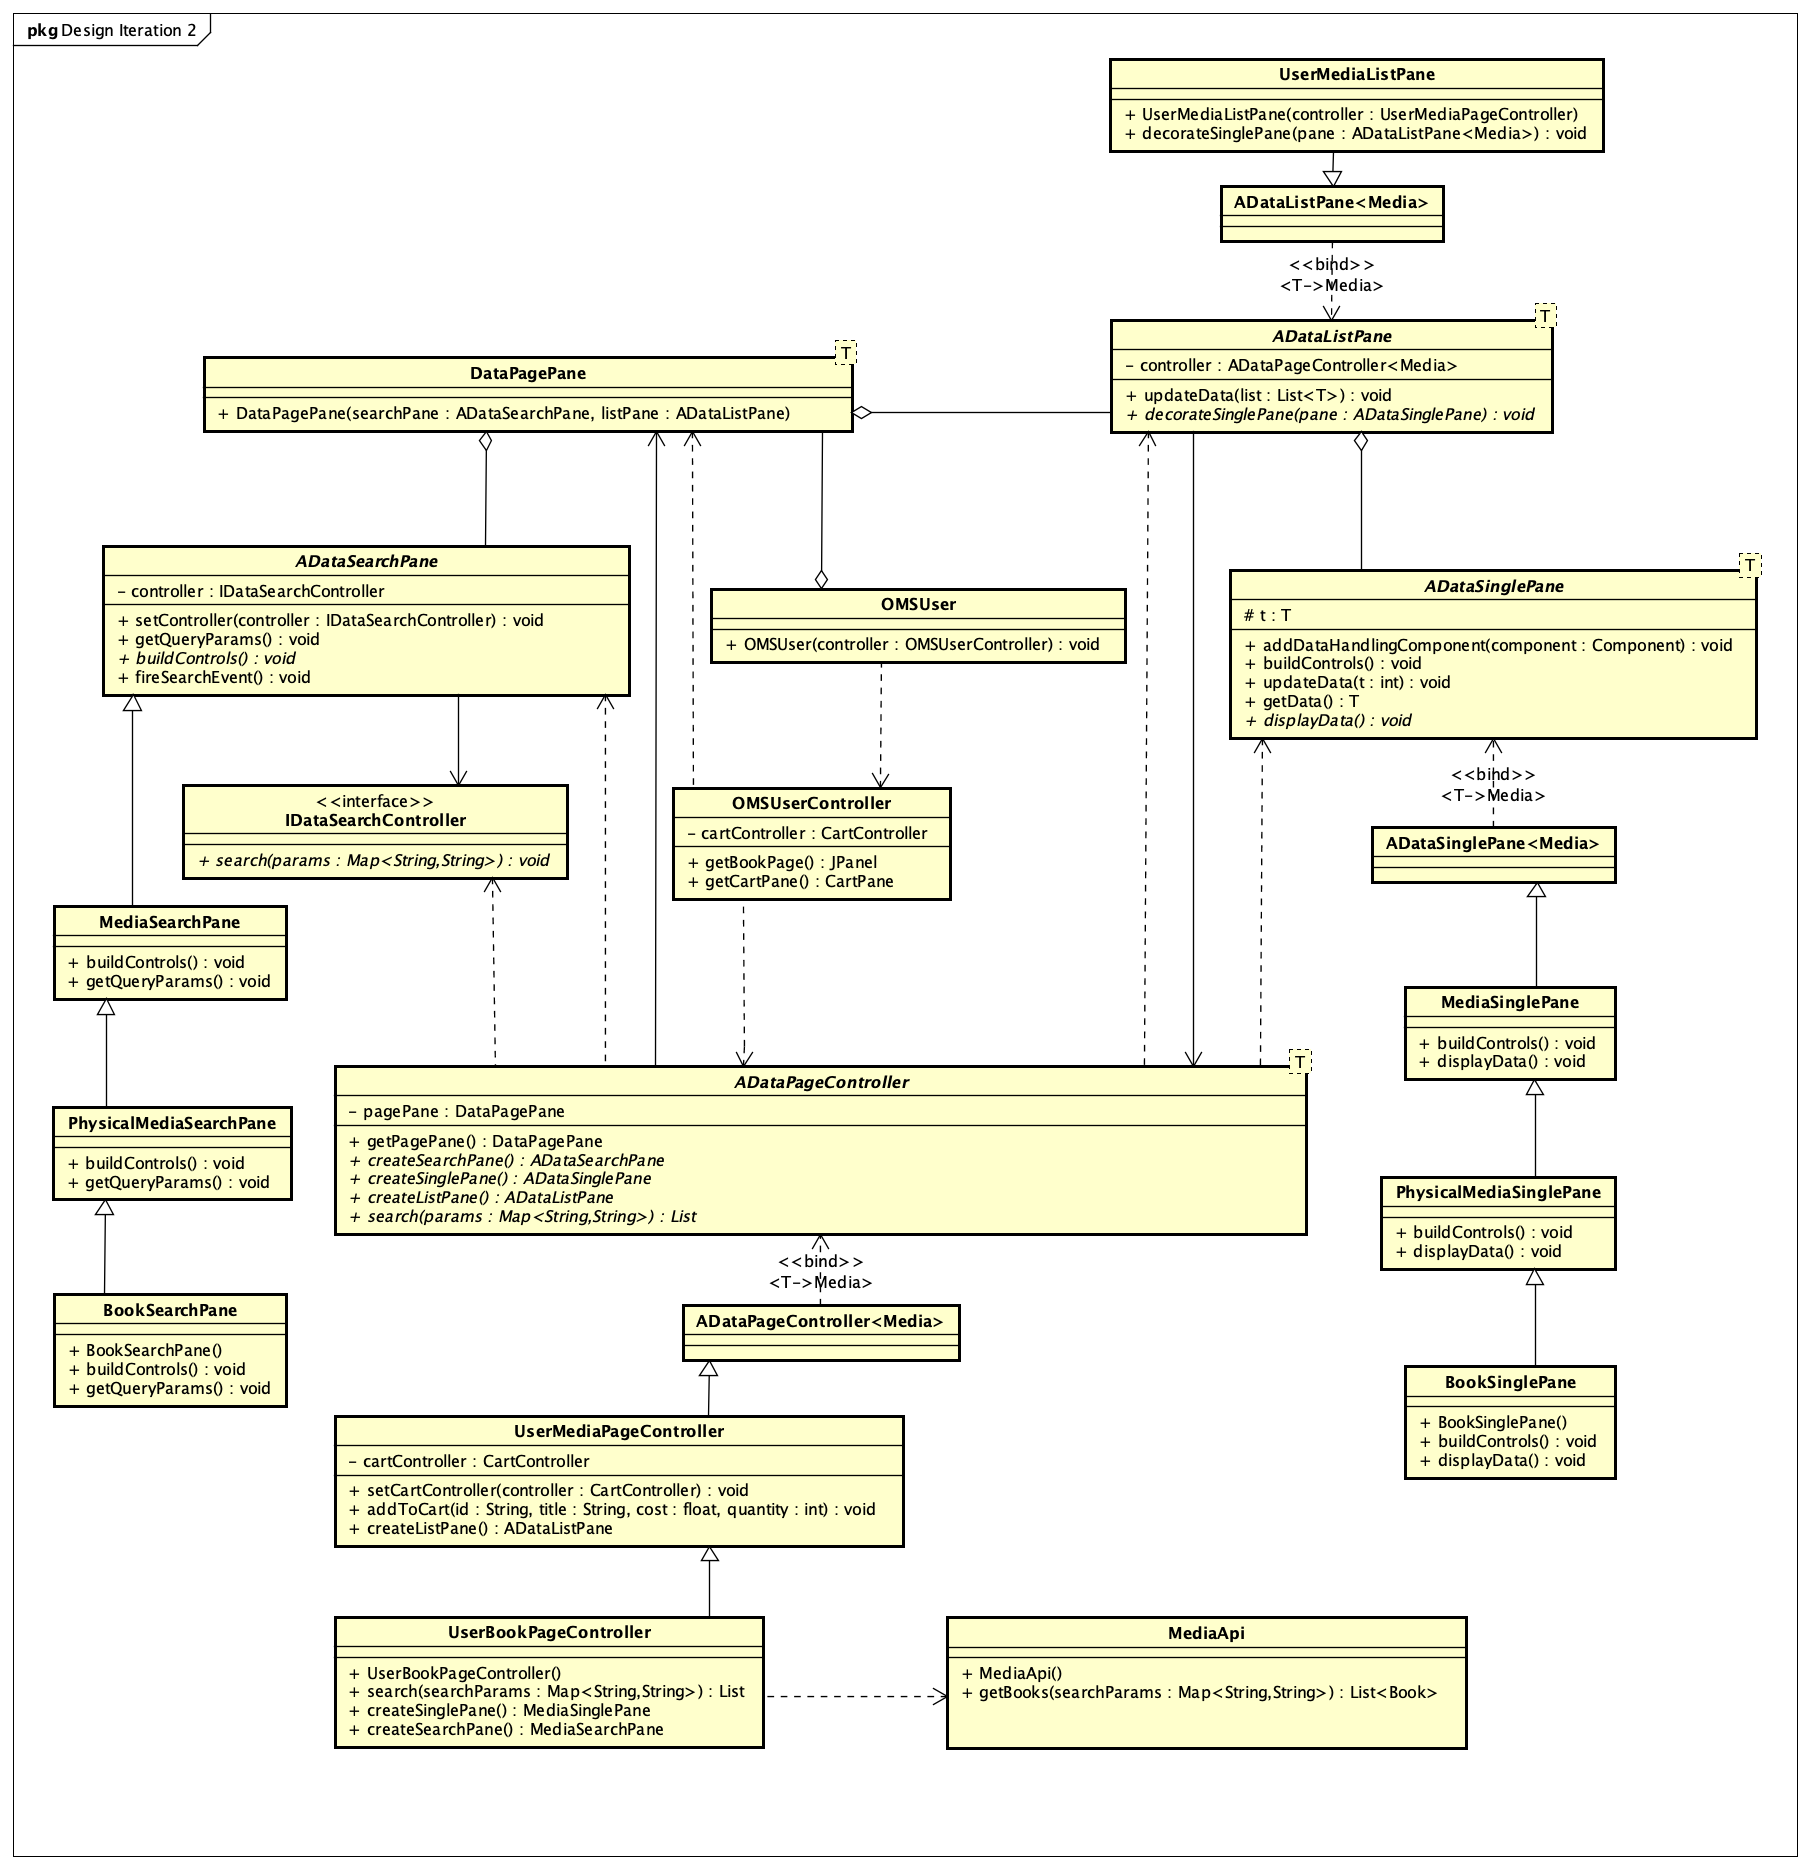 pkg Design Iteration 2
UserMediaListPane
+ UserMediaListPane(controller : UserMediaPageController)
+ decorateSinglePane(pane : ADataListPane<Media>) : void
ADataListPane<Media>
<<bind>>
<T->Media>
T
ADataListPane
- controller : ADataPageController<Media>
+ updateData(list : List<T>) : void
+ decorateSinglePane(pane : ADataSinglePane) : void
T
DataPagePane
+ DataPagePane(searchPane : ADataSearchPane, listPane : ADataListPane)
ADataSearchPane
- controller : IDataSearchController
+ setController(controller : IDataSearchController) : void
+ getQueryParams() : void
+ buildControls() : void
+ fireSearchEvent() : void
OMSUser
+ OMSUser(controller : OMSUserController) : void
T
ADataSinglePane
# t : T
+ addDataHandlingComponent(component : Component) : void
+ buildControls() : void
+ updateData(t : int) : void
+ getData() : T
+ displayData() : void
<<interface>>
IDataSearchController
+ search(params : Map<String,String>) : void
OMSUserController
- cartController : CartController
+ getBookPage() : JPanel
+ getCartPane() : CartPane
<<bind>>
<T->Media>
ADataSinglePane<Media>
MediaSearchPane
+ buildControls() : void
+ getQueryParams() : void
MediaSinglePane
+ buildControls() : void
+ displayData() : void
PhysicalMediaSearchPane
+ buildControls() : void
+ getQueryParams() : void
T
ADataPageController
- pagePane : DataPagePane
+ getPagePane() : DataPagePane
+ createSearchPane() : ADataSearchPane
+ createSinglePane() : ADataSinglePane
+ createListPane() : ADataListPane
+ search(params : Map<String,String>) : List
PhysicalMediaSinglePane
+ buildControls() : void
+ displayData() : void
<<bind>>
<T->Media>
ADataPageController<Media>
BookSearchPane
+ BookSearchPane()
+ buildControls() : void
+ getQueryParams() : void
BookSinglePane
+ BookSinglePane()
+ buildControls() : void
+ displayData() : void
UserMediaPageController
- cartController : CartController
+ setCartController(controller : CartController) : void
+ addToCart(id : String, title : String, cost : float, quantity : int) : void
+ createListPane() : ADataListPane
UserBookPageController
+ UserBookPageController()
+ search(searchParams : Map<String,String>) : List
+ createSinglePane() : MediaSinglePane
+ createSearchPane() : MediaSearchPane
MediaApi
+ MediaApi()
+ getBooks(searchParams : Map<String,String>) : List<Book>